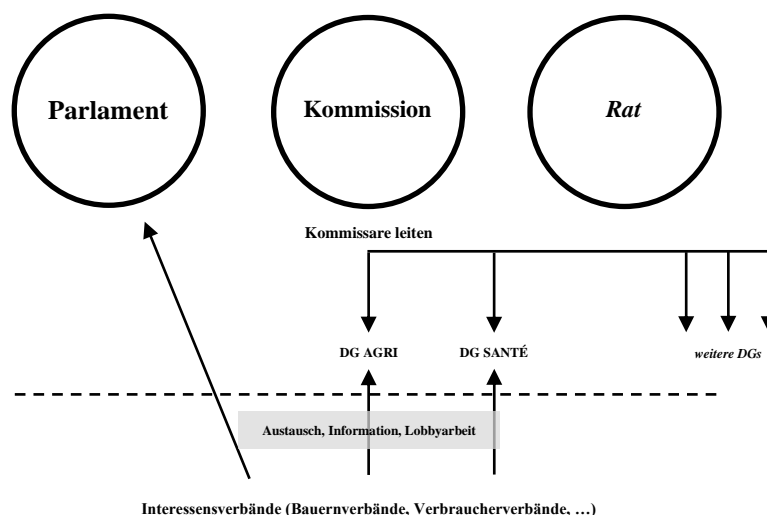 Parlament
Kommission
Rat
Kommissare leiten
DG AGRI
DG SANTÉ
weitere DGs
Austausch, Information, Lobbyarbeit
Interessensverbände (Bauernverbände, Verbraucherverbände, …)